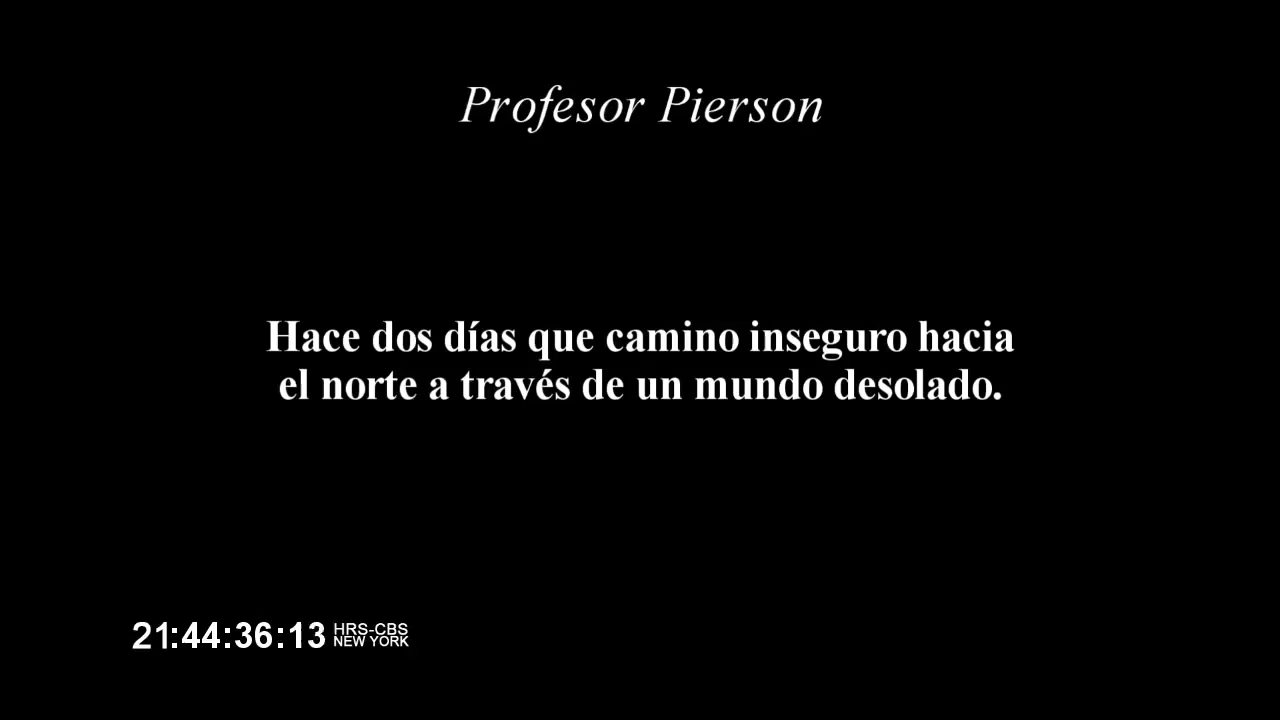 Profesor Pierson
Hace dos días que camino inseguro hacia
el norte a través de un mundo desolado.
21:44:36:13 HRS-CBS
NEW YORK